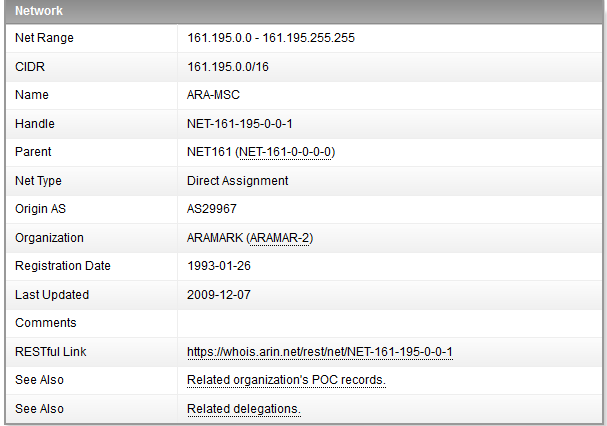 Network
Net Range 161.195.0.0 - 161.195.255.255
CIDR 161.195.0.0/16
Name ARA-MSC
Handle NET-161-195-0-0-1
Parent NET161 (NET-161-0-0-0-0)
Net Type Direct Assignment
Origin AS AS29967
Organization ARAMARK (ARAMAR-2)
Registration Date 1993-01-26
Last Updated 2009-12-07
Comments
RESTful Link https://whois.arin.net/rest/net/NET-161-195-0-0-1
See Also Related organization's POC records.
See Also Related delegations.